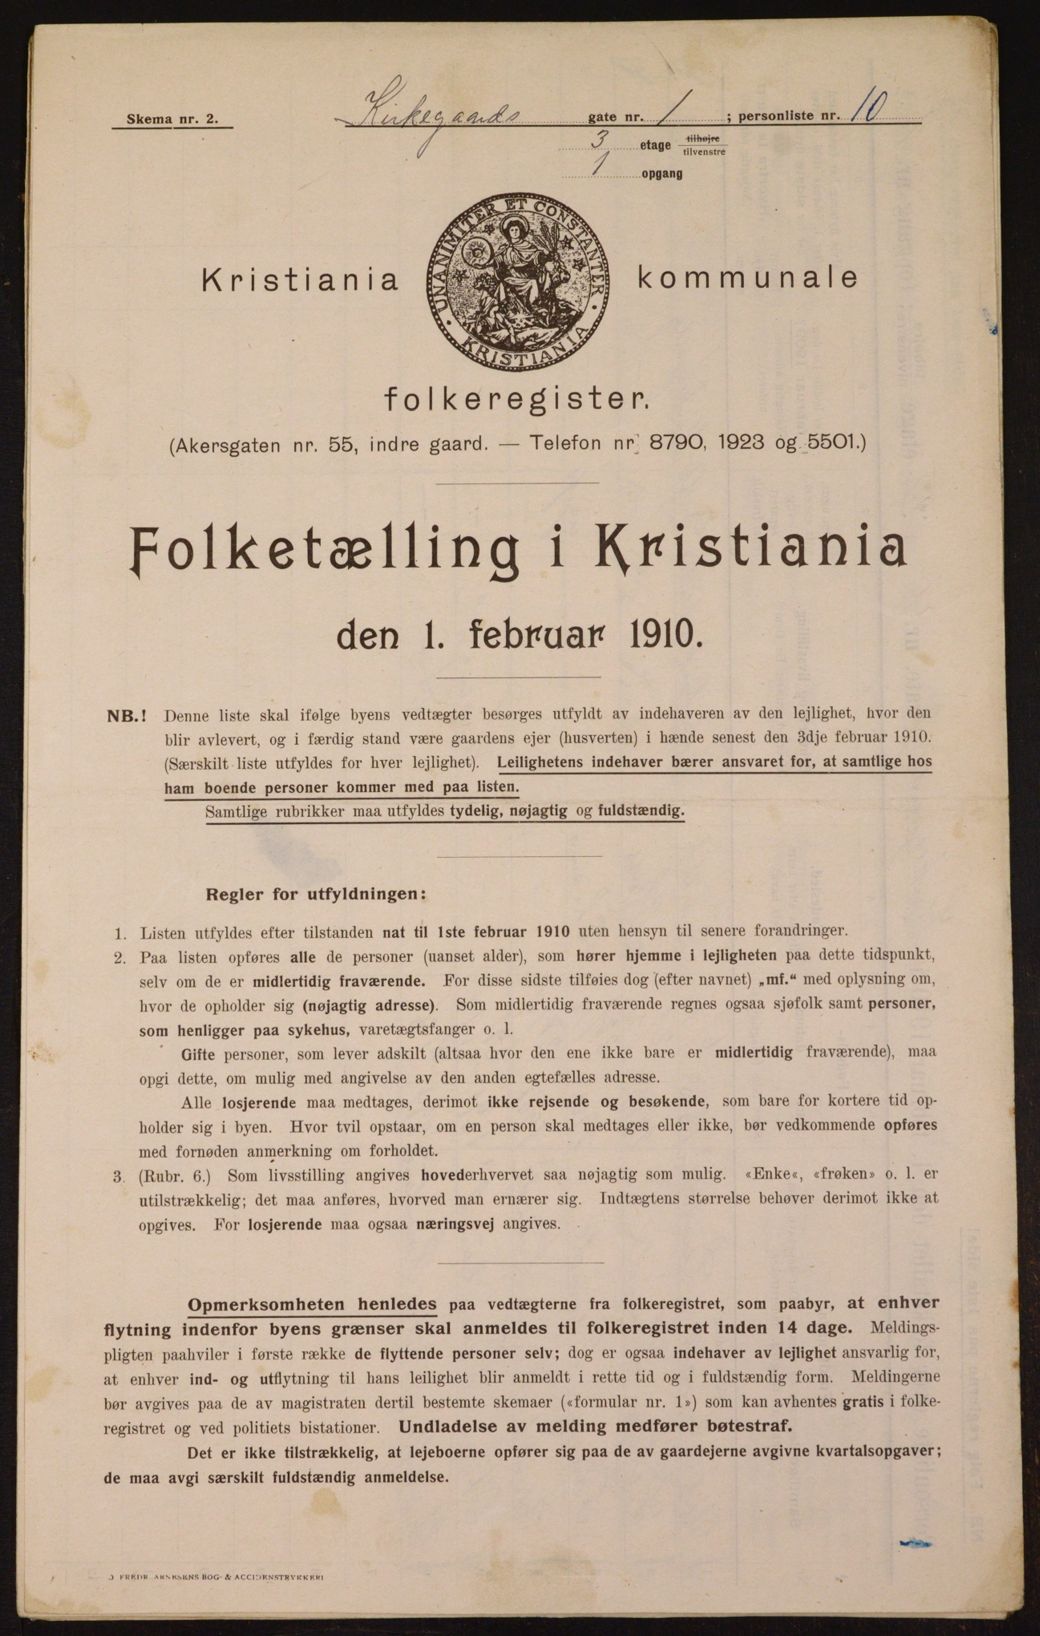 Skema nr. 2.
Kirkegaards gate nr. 1 ; personliste nr. 10
3 etage tilhøjre
tilvenstre
1 opgang
UNANIMITER ET CONSTANTER
KRISTIANIA
Kristiania kommunale
folkeregister.
(Akersgaten nr. 55, indre gaard. — Telefon nr. 8790, 1923 og 5501.)
Folketælling i Kristiania
den 1. februar 1910.
NB.! Denne liste skal ifølge byens vedtægter besørges utfyldt av indehaveren av den lejlighet, hvor den
blir avlevert, og i færdig stand være gaardens ejer (husverten) i hænde senest den 3dje februar 1910.
(Særskilt liste utfyldes for hver lejlighet). Leilighetens indehaver bærer ansvaret for, at samtlige hos
ham boende personer kommer med paa listen.
Samtlige rubrikker maa utfyldes tydelig, nøjagtig og fuldstændig.
Regler for utfyldningen:
1. Listen utfyldes efter tilstanden nat til 1ste februar 1910 uten hensyn til senere forandringer.
2. Paa listen opføres alle de personer (uanset alder), som hører hjemme i lejligheten paa dette tidspunkt,
selv om de er midlertidig fraværende. For disse sidste tilføies dog (efter navnet) „mf.“ med oplysning om,
hvor de opholder sig (nøjagtig adresse). Som midlertidig fraværende regnes ogsaa sjøfolk samt personer,
som henligger paa sykehus, varetægtsfanger o. l.
Gifte personer, som lever adskilt (altsaa hvor den ene ikke bare er midlertidig fraværende), maa
opgi dette, om mulig med angivelse av den anden egtefælles adresse.
Alle losjerende maa medtages, derimot ikke rejsende og besøkende, som bare for kortere tid op-
holder sig i byen. Hvor tvil opstaar, om en person skal medtages eller ikke, bør vedkommende opføres
med fornøden anmerkning om forholdet.
3. (Rubr. 6.) Som livsstilling angives hovederhvervet saa nøjagtig som mulig. «Enke«, «frøken» o. l. er
utilstrækkelig; det maa anføres, hvorved man ernærer sig. Indtægtens størrelse behøver derimot ikke at
opgives. For losjerende maa ogsaa næringsvej angives.
Opmerksomheten henledes paa vedtægterne fra folkeregistret, som paabyr, at enhver
flytning indenfor byens grænser skal anmeldes til folkeregistret inden 14 dage. Meldings-
pligten paahviler i første række de flyttende personer selv; dog er ogsaa indehaver av lejlighet ansvarlig for,
at enhver ind- og utflytning til hans leilighet blir anmeldt i rette tid og i fuldstændig form. Meldingerne
bør avgives paa de av magistraten dertil bestemte skemaer («formular nr. 1») som kan avhentes gratis i folke-
registret og ved politiets bistationer. Undladelse av melding medfører bøtestraf.
Det er ikke tilstrækkelig, at lejeboerne opfører sig paa de av gaardejerne avgivne kvartalsopgaver;
de maa avgi særskilt fuldstændig anmeldelse.
J FREDR ARNESENS BOG- & ACCIDENSTRYKKERI